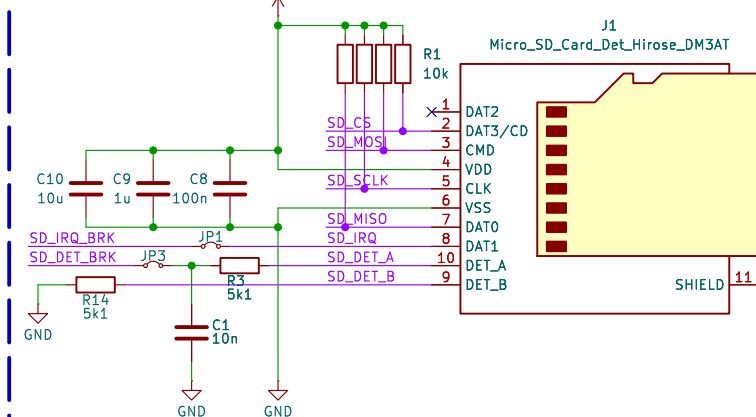 J1
Micro_SD_Card_Det_Hirose_DM3AT
R1
10k
1 DAT2
SD_CS 2 DAT3/CD
SD_MOSI 3 CMD
4 VDD
SD_SCLK 5 CLK
6 VSS
SD_MISO 7 DAT0
SD_IRQ 8 DAT1
SD_DET_A 10 DET_A
SD_DET_B 9 DET_B
SHIELD 11
C10
10u
C9
1u
C8
100n
SD_IRQ_BRK
JP1
SD_DET_BRK
JP3
R3
5k1
R14
5k1
C1
10n
GND
GND
GND